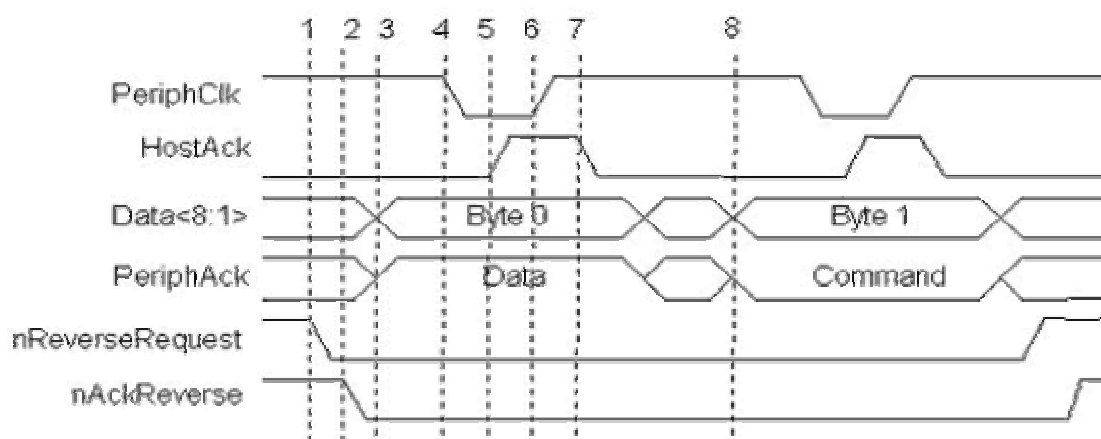 1 2 3 4 5 6 7 8
PeriphClk
HostAck
Data<8:1> Byte 0 Byte 1
PeriphAck Data Command
nReverseRequest
nAckReverse